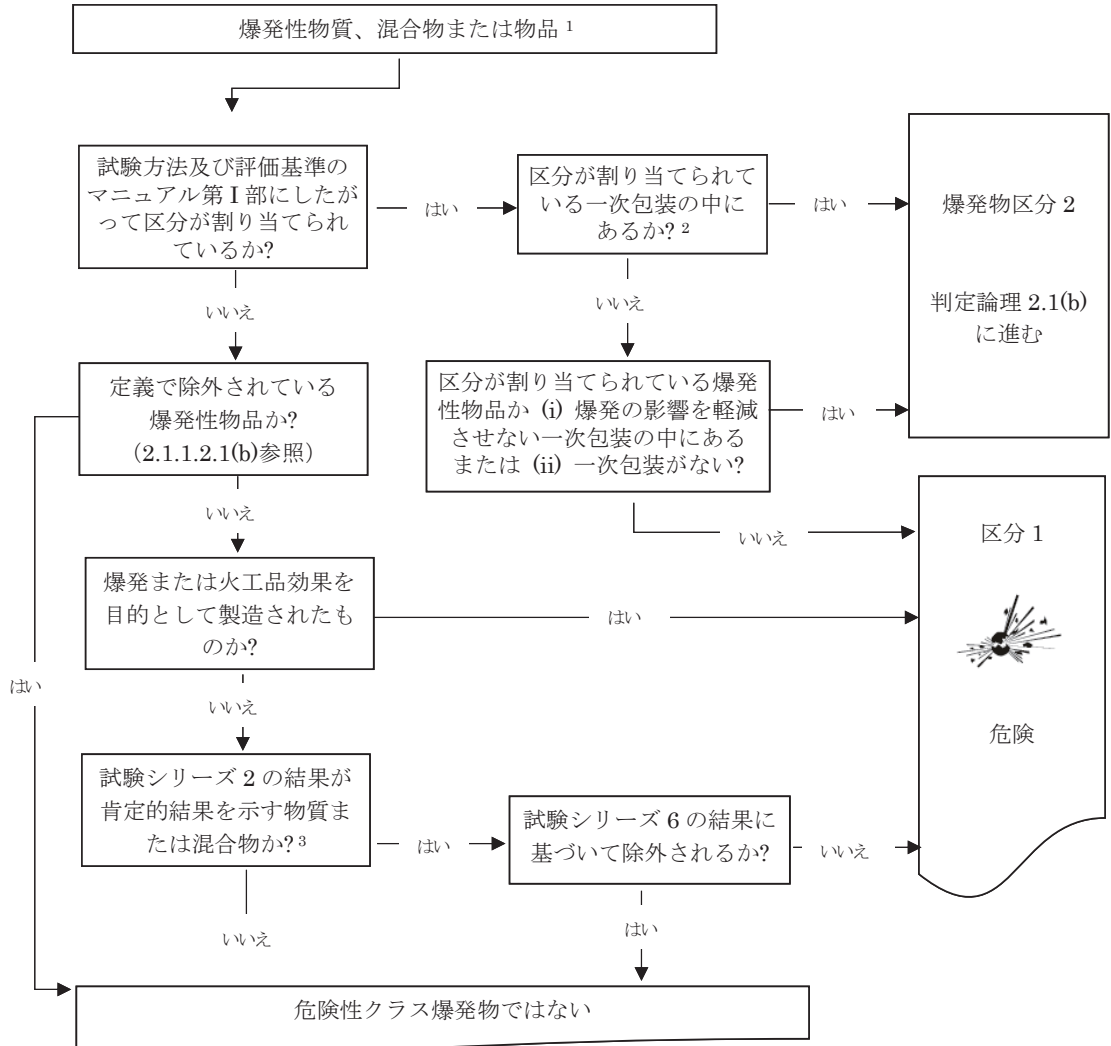 爆発性物質、混合物または物品 1
試験方法及び評価基準の
マニュアル第Ⅰ部にしたが
って区分が割り当てられ
ているか?
はい
区分が割り当てられて
いる一次包装の中に
あるか? 2
はい
爆発物区分 2
判定論理 2.1(b)
に進む
いいえ
いいえ
定義で除外されている
爆発性物品か?
(2.1.1.2.1(b)参照)
区分が割り当てられている爆発
性物品か (i) 爆発の影響を軽減
させない一次包装の中にある
または (ii) 一次包装がない?
はい
いいえ
いいえ
区分 1
爆発または火工品効果を
目的として製造されたも
のか?
はい
危険
はい
いいえ
試験シリーズ 2 の結果が
肯定的結果を示す物質ま
たは混合物か? 3
はい
試験シリーズ 6 の結果に
基づいて除外されるか?
いいえ
いいえ
はい
危険性クラス爆発物ではない